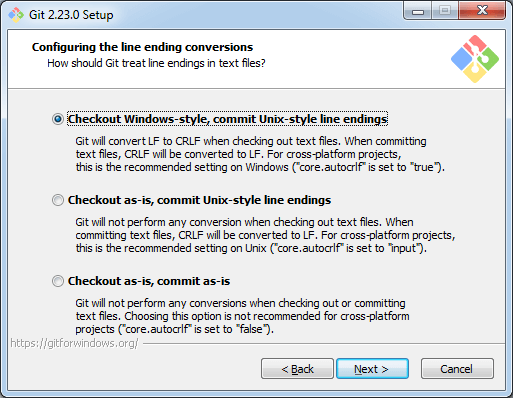 Git 2.23.0 Setup
Configuring the line ending conversions
How should Git treat line endings in text files?
Checkout Windows-style, commit Unix-style line endings
Git will convert LF to CRLF when checking out text files. When committing
text files, CRLF will be converted to LF. For cross-platform projects,
this is the recommended setting on Windows ("core.autocrlf" is set to "true").
Checkout as-is, commit Unix-style line endings
Git will not perform any conversion when checking out text files. When
committing text files, CRLF will be converted to LF. For cross-platform projects,
this is the recommended setting on Unix ("core.autocrlf" is set to "input").
Checkout as-is, commit as-is
Git will not perform any conversions when checking out or committing
text files. Choosing this option is not recommended for cross-platform
projects ("core.autocrlf" is set to "false").
https://gitforwindows.org/
< Back
Next >
Cancel